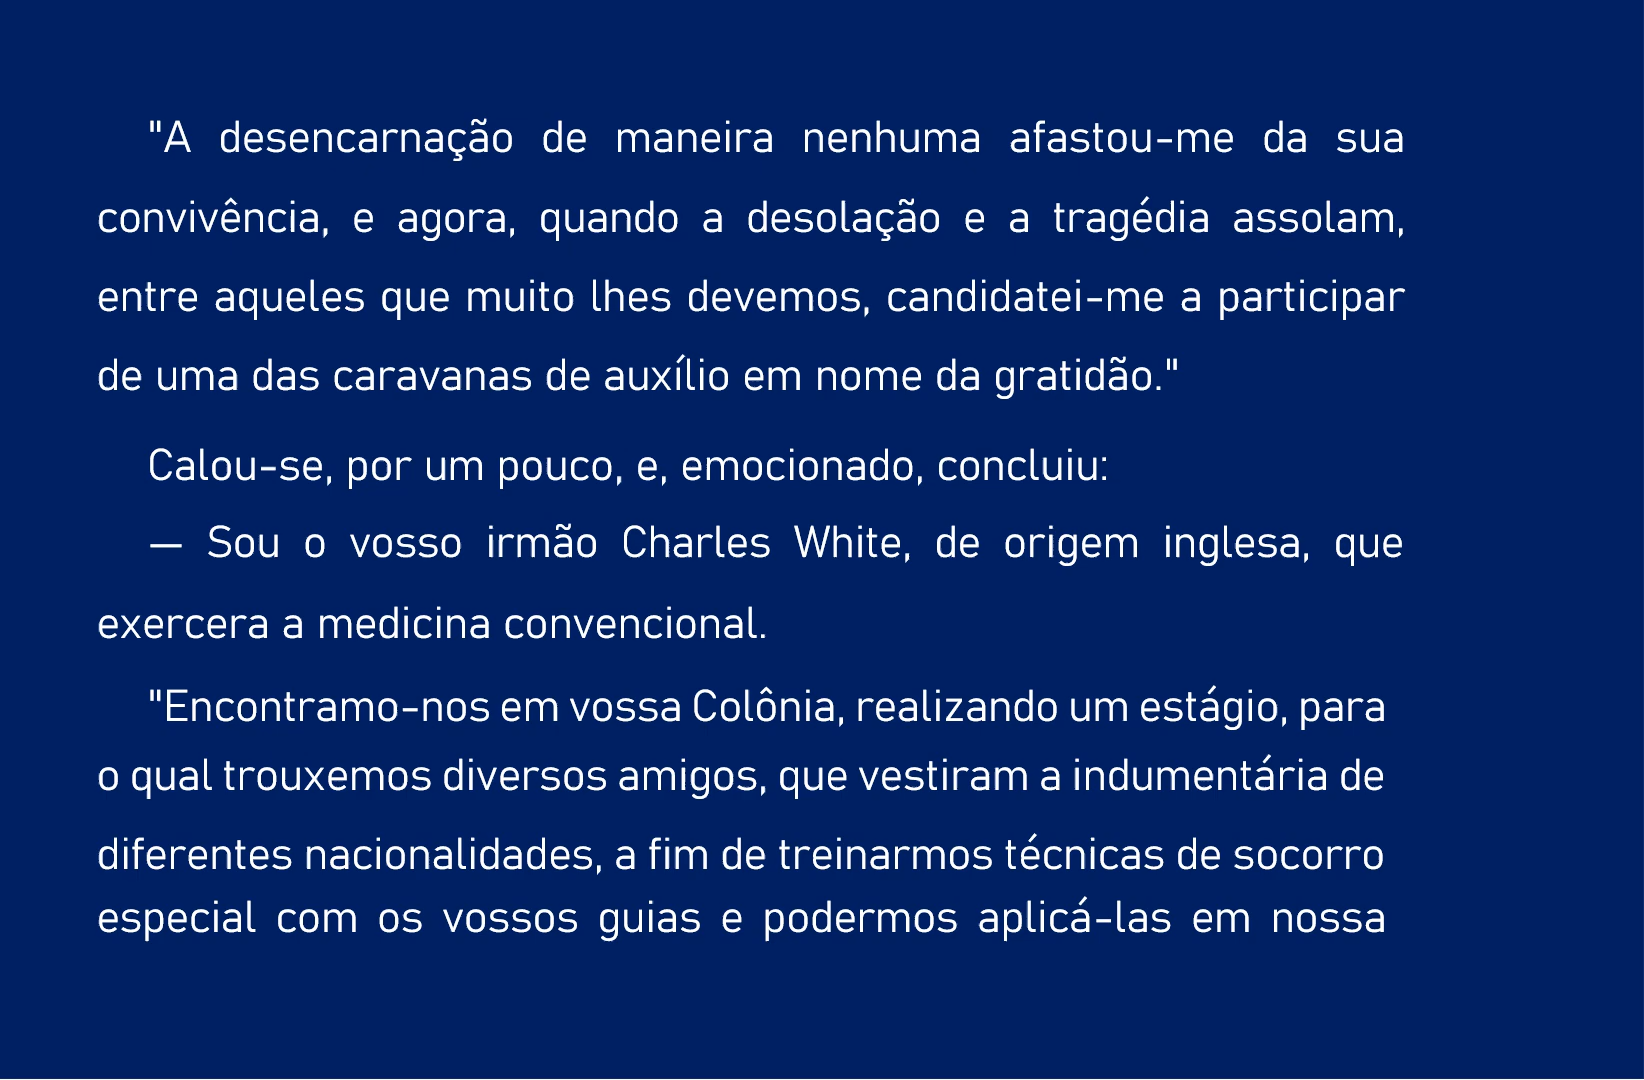 "A desencarnação de maneira nenhuma afastou-me da sua
convivência, e agora, quando a desolação e a tragédia assolam,
entre aqueles que muito lhes devemos, candidatei-me a participar
de uma das caravanas de auxílio em nome da gratidão."
Calou-se, por um pouco, e, emocionado, concluiu:
— Sou o vosso irmão Charles White, de origem inglesa, que
exercera a medicina convencional.
"Encontramo-nos em vossa Colônia, realizando um estágio, para
o qual trouxemos diversos amigos, que vestiram a indumentária de
diferentes nacionalidades, a fim de treinarmos técnicas de socorro
especial com os vossos guias e podermos aplicá-las em nossa